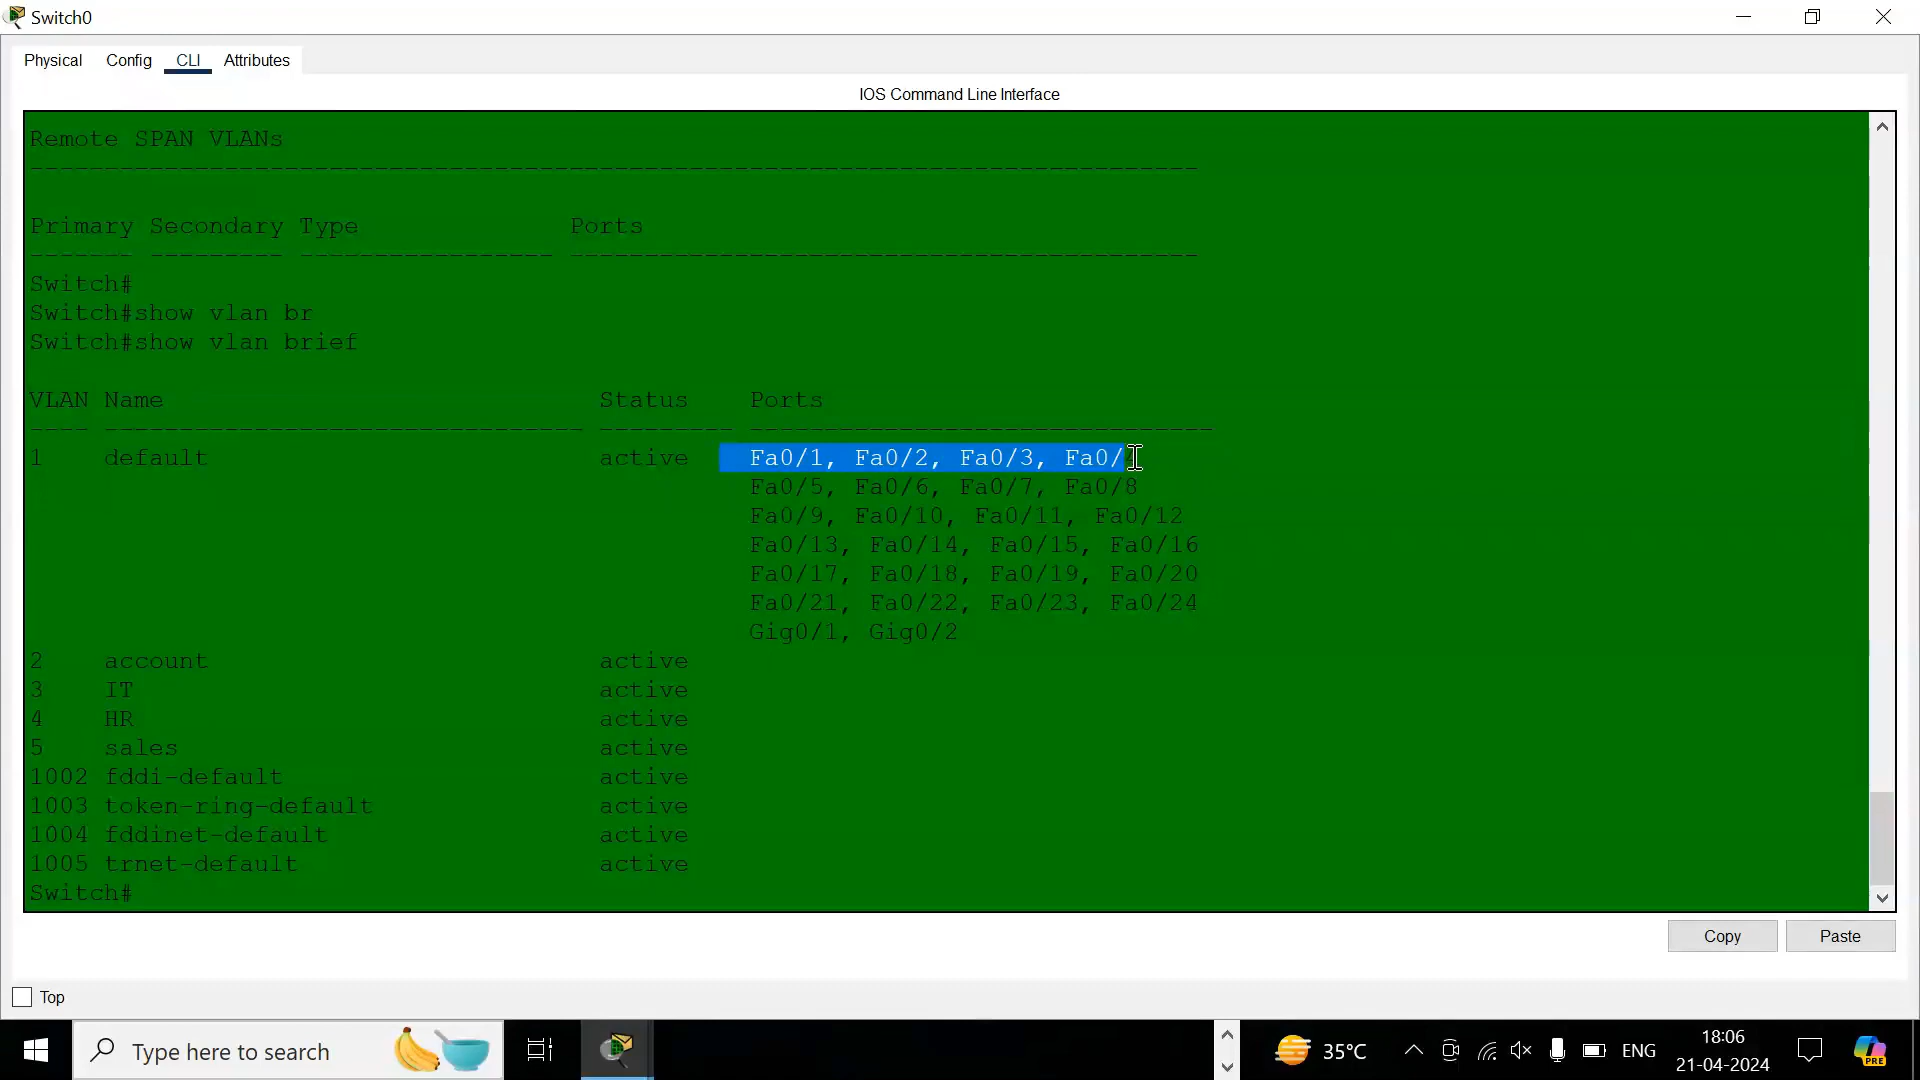 Switch0
Physical Config CLI Attributes
IOS Command Line Interface
Remote SPAN VLANs
------------------------------------------------------------------------------
Primary Secondary Type              Ports
------- --------- ----------------- ------------------------------------------
Switch#
Switch#show vlan br
Switch#show vlan brief
VLAN Name                             Status    Ports
---- -------------------------------- --------- -------------------------------
1    default                          active    Fa0/1, Fa0/2, Fa0/3, Fa0/
                                                Fa0/5, Fa0/6, Fa0/7, Fa0/8
                                                Fa0/9, Fa0/10, Fa0/11, Fa0/12
                                                Fa0/13, Fa0/14, Fa0/15, Fa0/16
                                                Fa0/17, Fa0/18, Fa0/19, Fa0/20
                                                Fa0/21, Fa0/22, Fa0/23, Fa0/24
                                                Gig0/1, Gig0/2
2    account                          active
3    IT                               active
4    HR                               active
5    sales                            active
1002 fddi-default                     active
1003 token-ring-default               active
1004 fddinet-default                  active
1005 trnet-default                    active
Switch#
Copy Paste
Top
Type here to search
35°C
ENG
18:06
21-04-2024
PRE